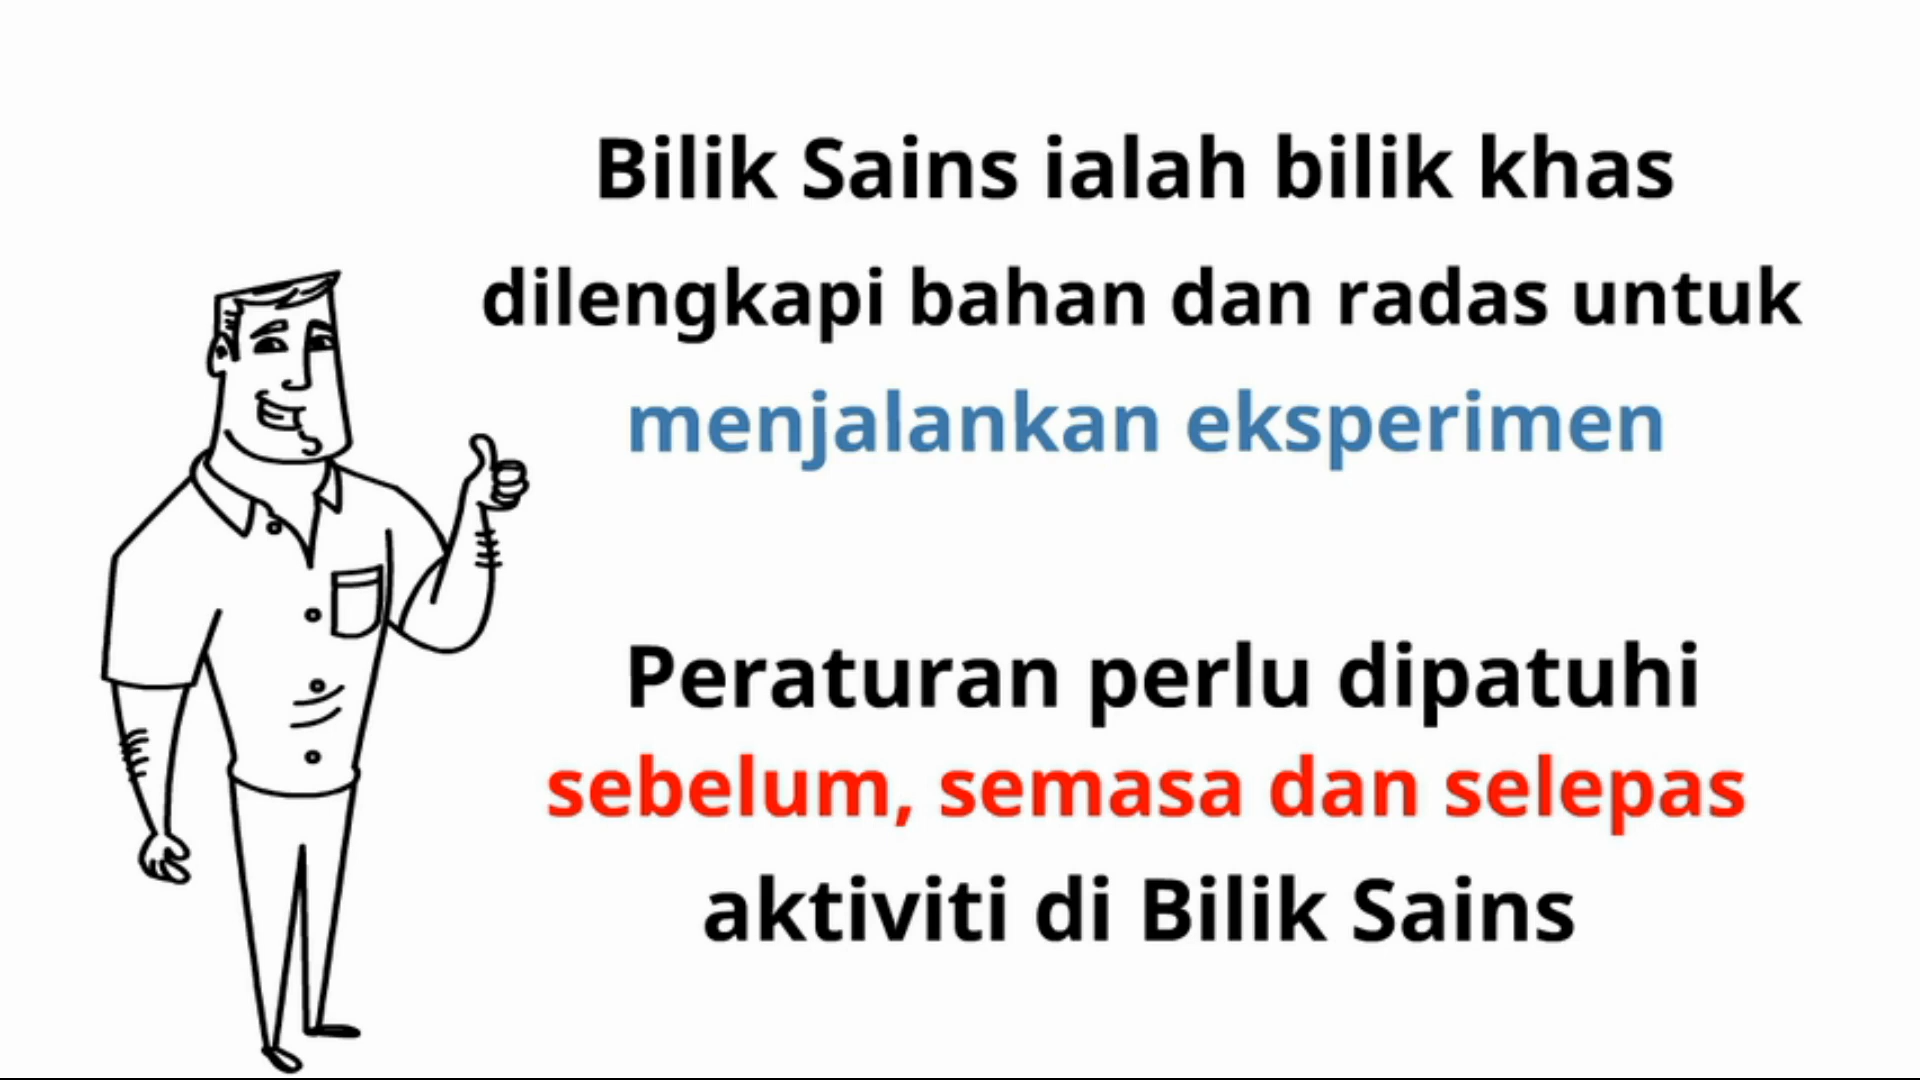 Bilik Sains ialah bilik khas
dilengkapi bahan dan radas untuk
menjalankan eksperimen
Peraturan perlu dipatuhi
sebelum, semasa dan selepas
aktiviti di Bilik Sains